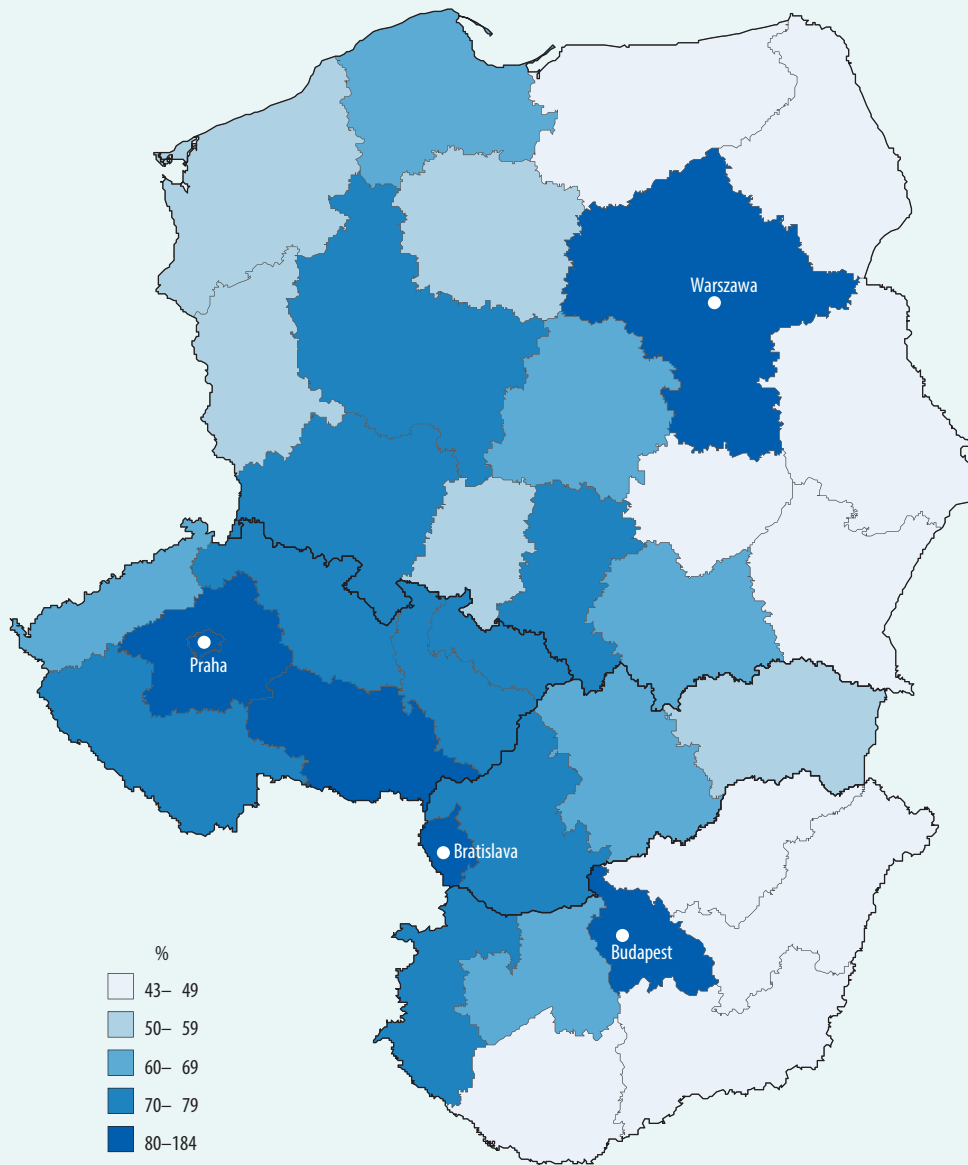 Warszawa
Praha
Bratislava
Budapest
%
43– 49
50– 59
60– 69
70– 79
80–184